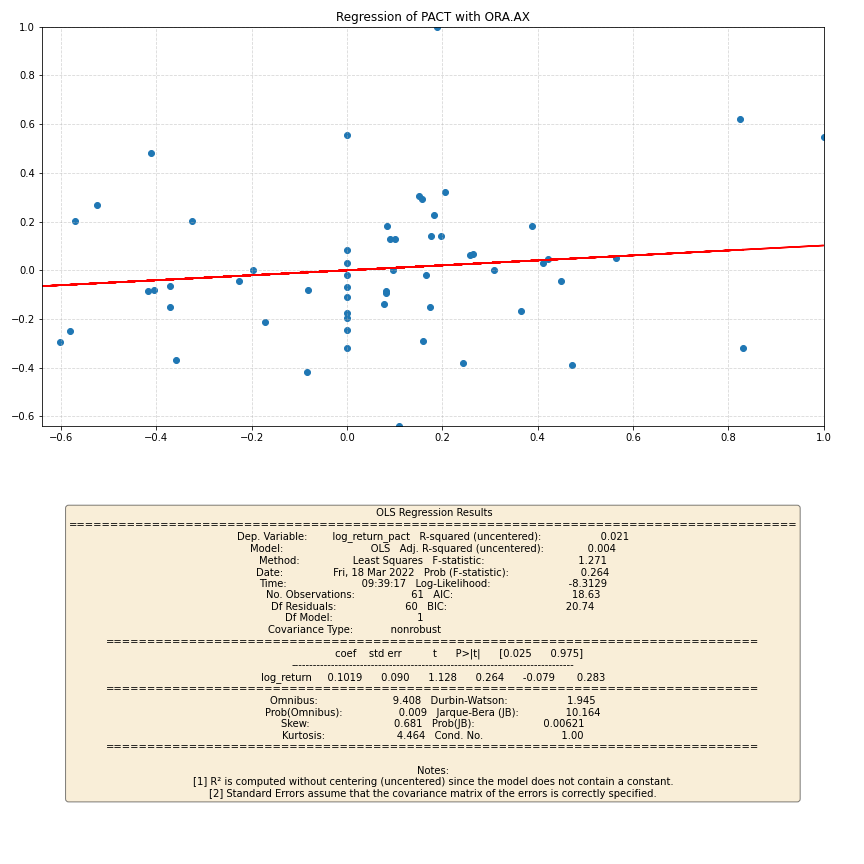 Regression of PACT with ORA.AX
1.0
0.8
0.6
0.4
0.2
0.0
−0.2
−0.4
−0.6
−0.6 −0.4 −0.2 0.0 0.2 0.4 0.6 0.8 1.0
OLS Regression Results
==============================================================================
Dep. Variable: log_return_pact R-squared (uncentered): 0.021
Model: OLS Adj. R-squared (uncentered): 0.004
Method: Least Squares F-statistic: 1.271
Date: Fri, 18 Mar 2022 Prob (F-statistic): 0.264
Time: 09:39:17 Log-Likelihood: -8.3129
No. Observations: 61 AIC: 18.63
Df Residuals: 60 BIC: 20.74
Df Model: 1
Covariance Type: nonrobust
==============================================================================
coef std err t P>|t| [0.025 0.975]
------------------------------------------------------------------------------
log_return 0.1019 0.090 1.128 0.264 -0.079 0.283
==============================================================================
Omnibus: 9.408 Durbin-Watson: 1.945
Prob(Omnibus): 0.009 Jarque-Bera (JB): 10.164
Skew: 0.681 Prob(JB): 0.00621
Kurtosis: 4.464 Cond. No. 1.00
==============================================================================
Notes:
[1] R² is computed without centering (uncentered) since the model does not contain a constant.
[2] Standard Errors assume that the covariance matrix of the errors is correctly specified.